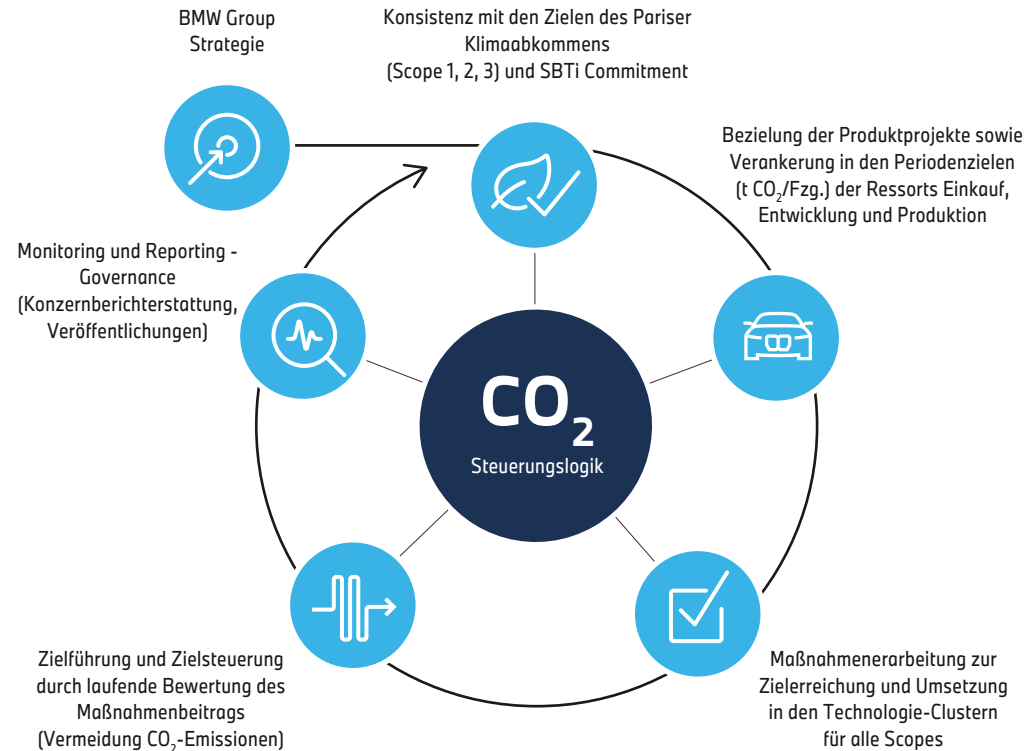 BMW Group
Strategie
Konsistenz mit den Zielen des Pariser
Klimaabkommens
(Scope 1, 2, 3) und SBTi Commitment
Bezielung der Produktprojekte sowie
Verankerung in den Periodenzielen
(t CO₂/Fzg.) der Ressorts Einkauf,
Entwicklung und Produktion
Monitoring und Reporting -
Governance
(Konzernberichterstattung,
Veröffentlichungen)
CO₂
Steuerungslogik
Zielführung und Zielsteuerung
durch laufende Bewertung des
Maßnahmenbeitrags
(Vermeidung CO₂-Emissionen)
Maßnahmenerarbeitung zur
Zielerreichung und Umsetzung
in den Technologie-Clustern
für alle Scopes